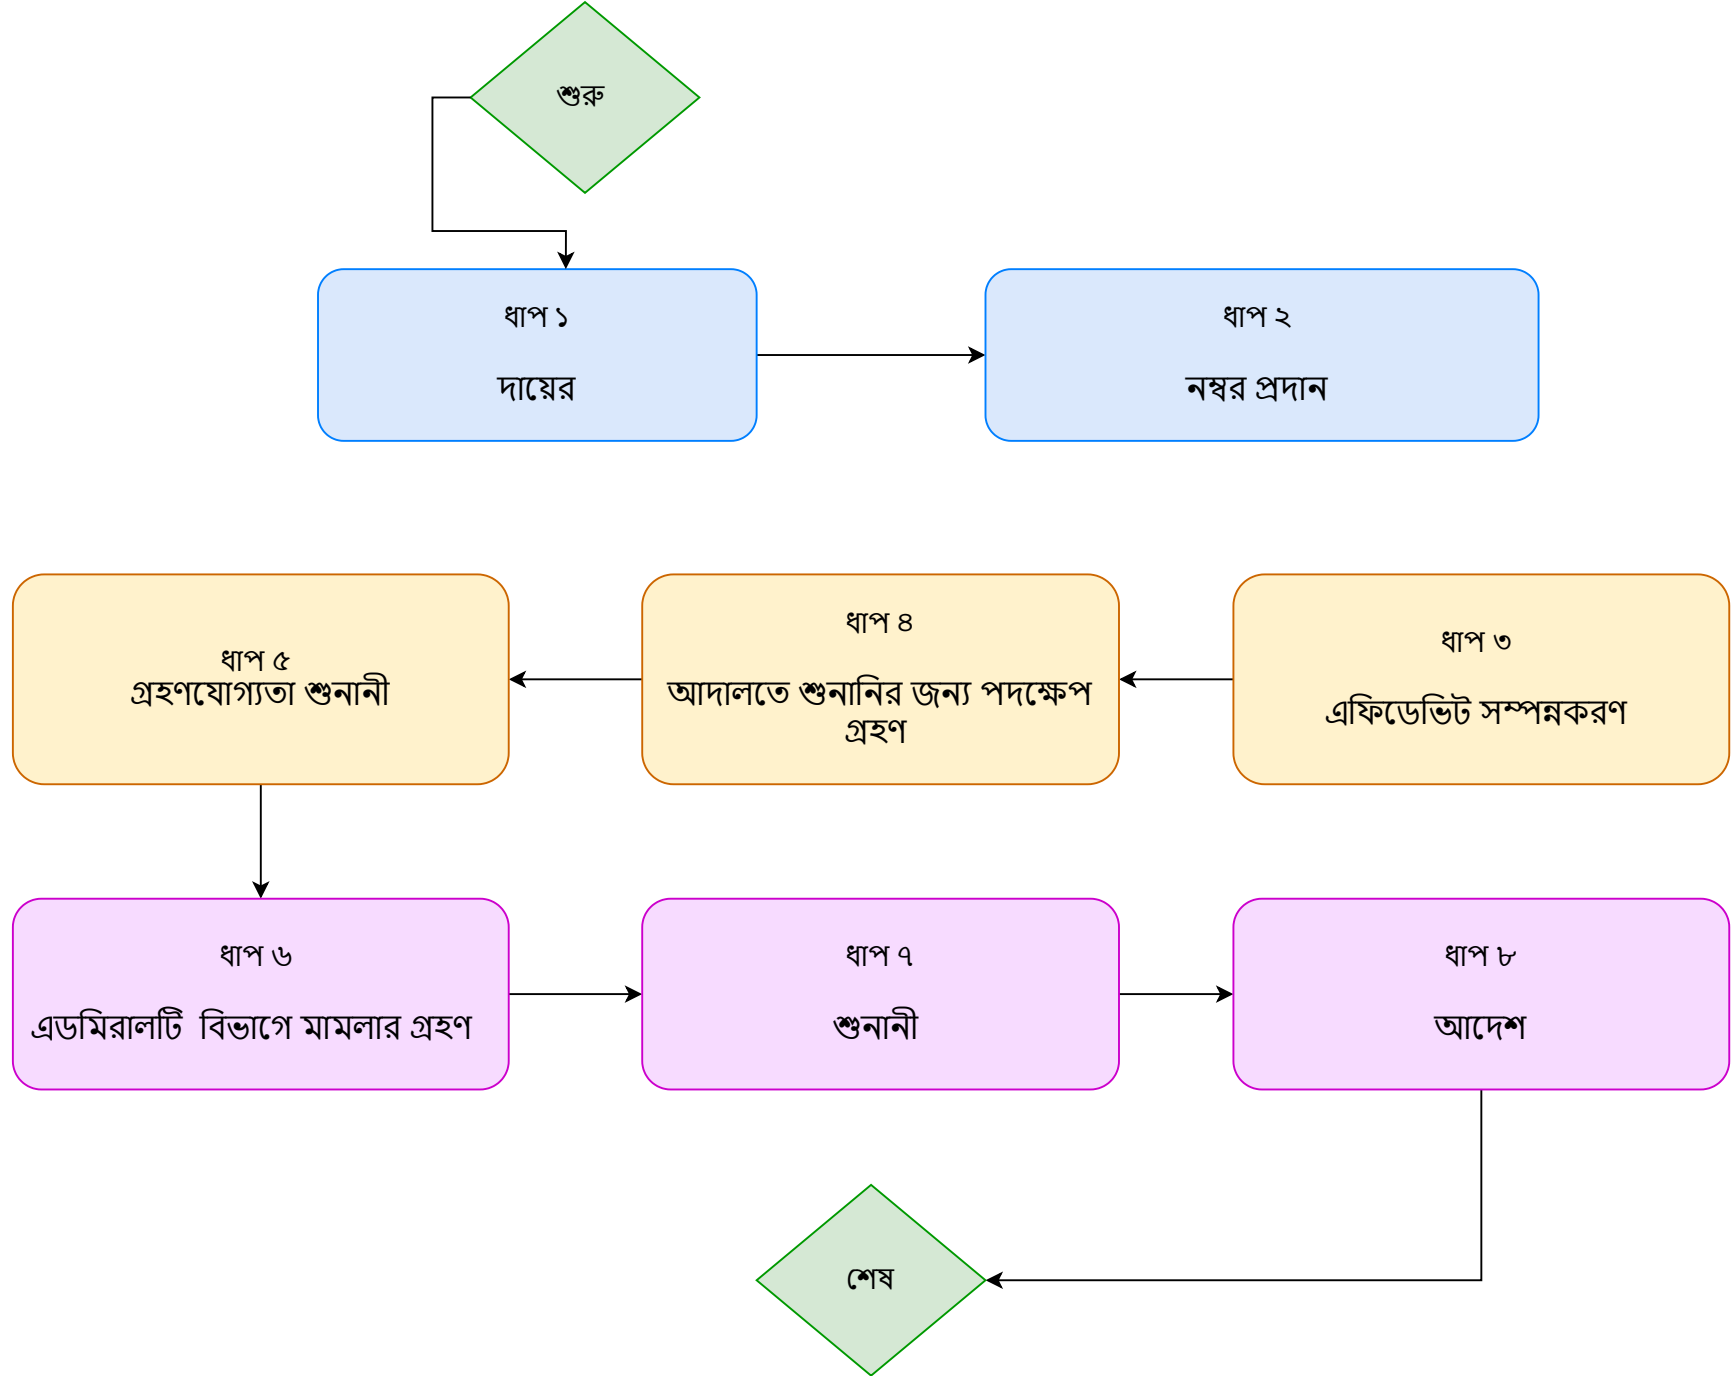 শুরু
ধাপ ১
দায়ের
ধাপ ২
নম্বর প্রদান
ধাপ ৩
এফিডেভিট সম্পন্নকরণ
ধাপ ৪
আদালতে শুনানির জন্য পদক্ষেপ
গ্রহণ
ধাপ ৫
গ্রহণযোগ্যতা শুনানী
ধাপ ৬
এডমিরালটি বিভাগে মামলার গ্রহণ
ধাপ ৭
শুনানী
ধাপ ৮
আদেশ
শেষ